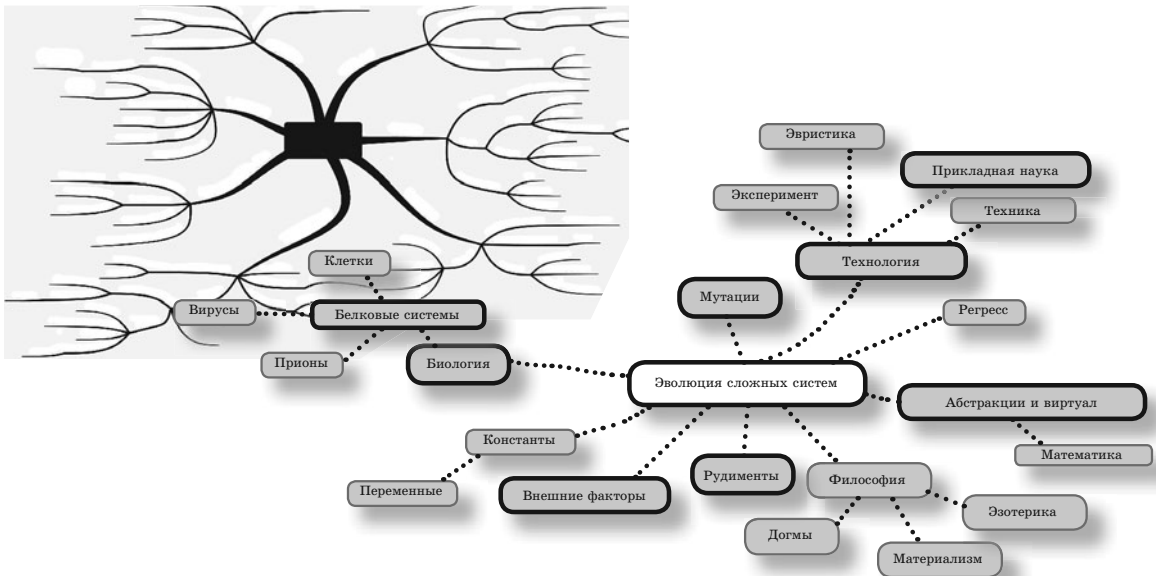 Эвристика
Прикладная наука
Эксперимент
Техника
Клетки
Технология
Мутации
Вирусы
Белковые системы
Регресс
Прионы
Биология
Эволюция сложных систем
Абстракции и виртуал
Константы
Математика
Рудименты
Философия
Переменные
Внешние факторы
Эзотерика
Догмы
Материализм